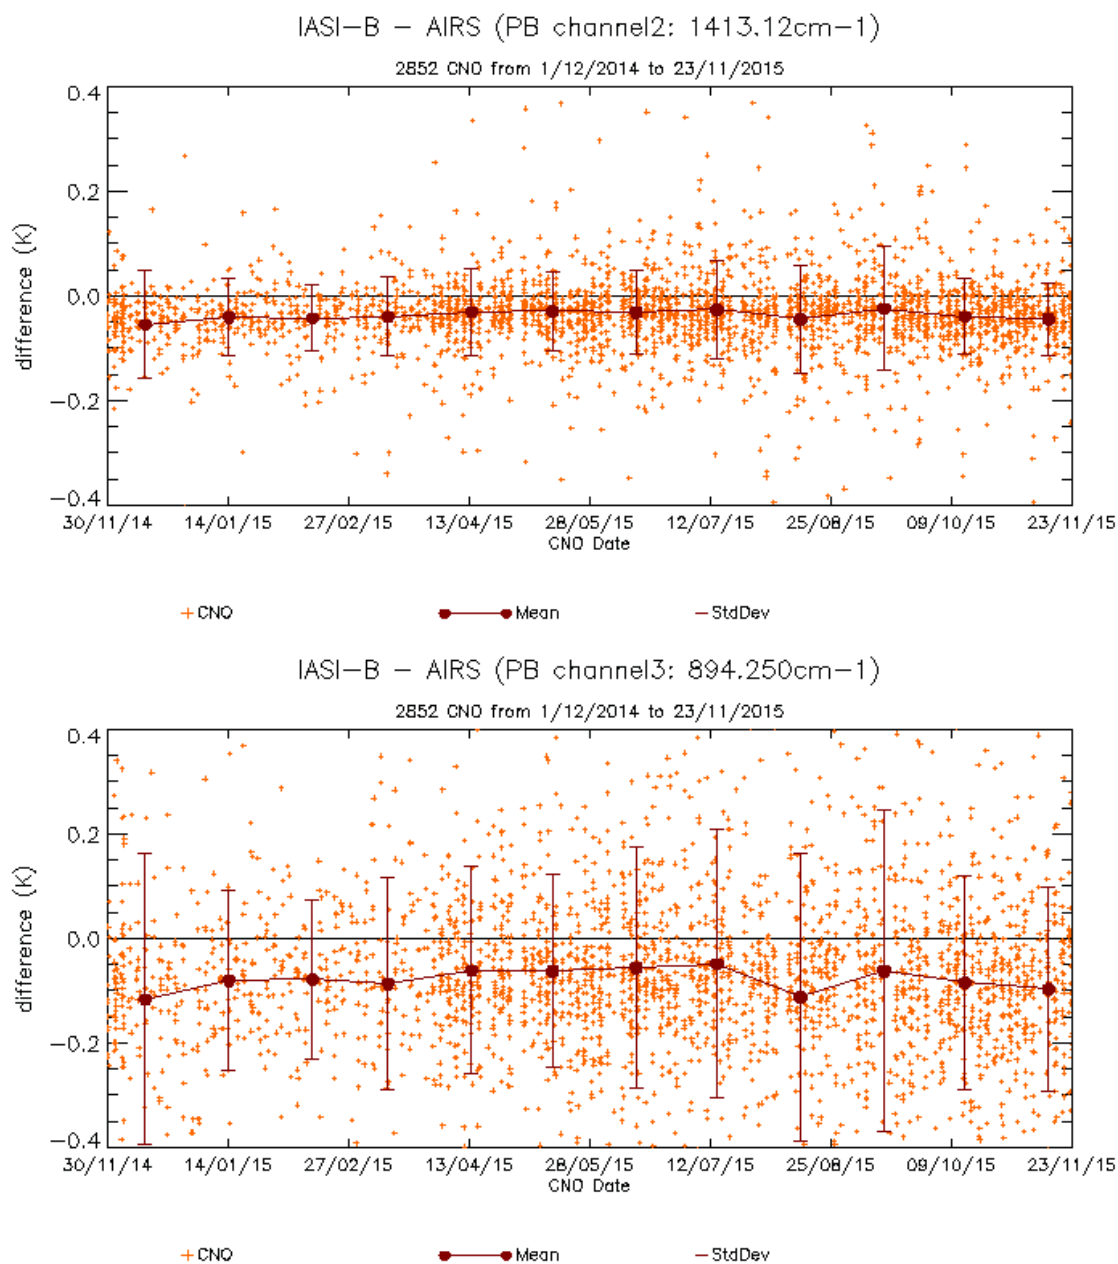 IASI-B - AIRS (PB channel2: 1413.12cm-1)
2852 CNO from 1/12/2014 to 23/11/2015
0.4
0.2
0.0
-0.2
-0.4
difference (K)
30/11/14 14/01/15 27/02/15 13/04/15 28/05/15 12/07/15 25/08/15 09/10/15 23/11/15
CNO Date
CNO Mean StdDev
IASI-B - AIRS (PB channel3: 894.250cm-1)
2852 CNO from 1/12/2014 to 23/11/2015
0.4
0.2
0.0
-0.2
-0.4
difference (K)
30/11/14 14/01/15 27/02/15 13/04/15 28/05/15 12/07/15 25/08/15 09/10/15 23/11/15
CNO Date
CNO Mean StdDev